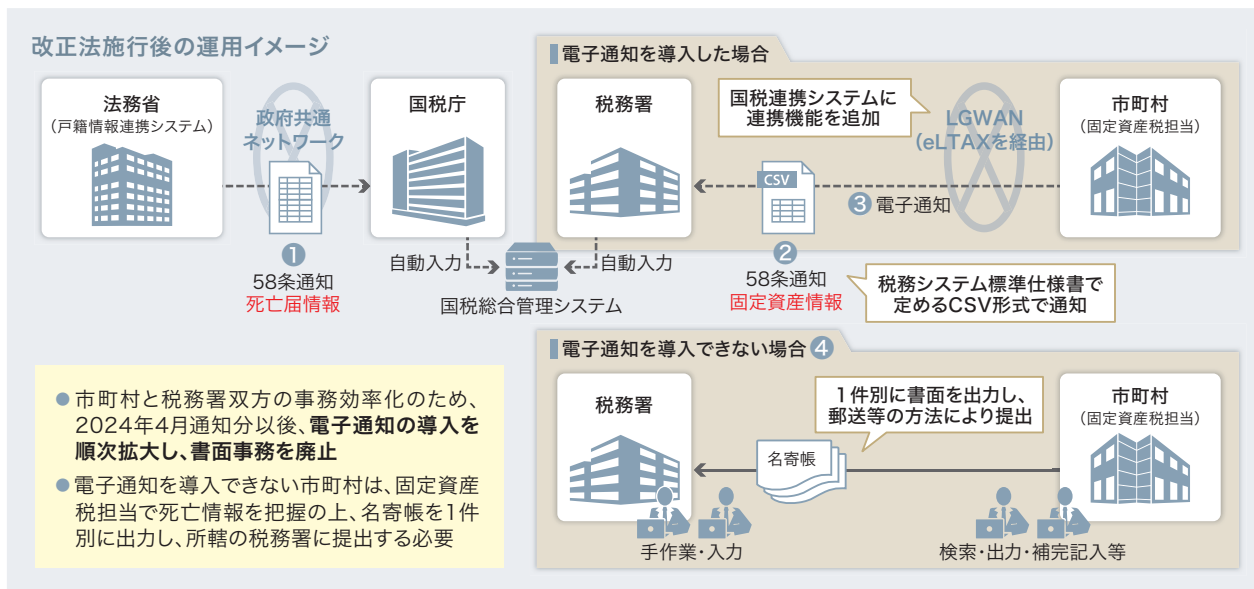 改正法施行後の運用イメージ
法務省
（戸籍情報連携システム）
政府共通
ネットワーク
国税庁
❶
58条通知
死亡届情報
自動入力
自動入力
国税総合管理システム
電子通知を導入した場合
税務署
国税連携システムに
連携機能を追加
LGWAN
（eLTAXを経由）
市町村
（固定資産税担当）
CSV
❸電子通知
❷
58条通知
固定資産情報
税務システム標準仕様書で
定めるCSV形式で通知
電子通知を導入できない場合❹
税務署
1件別に書面を出力し、
郵送等の方法により提出
市町村
（固定資産税担当）
名寄帳
手作業・入力
検索・出力・補完記入等
●市町村と税務署双方の事務効率化のため、
2024年4月通知分以後、電子通知の導入を
順次拡大し、書面事務を廃止
●電子通知を導入できない市町村は、固定資産
税担当で死亡情報を把握の上、名寄帳を1件
別に出力し、所轄の税務署に提出する必要